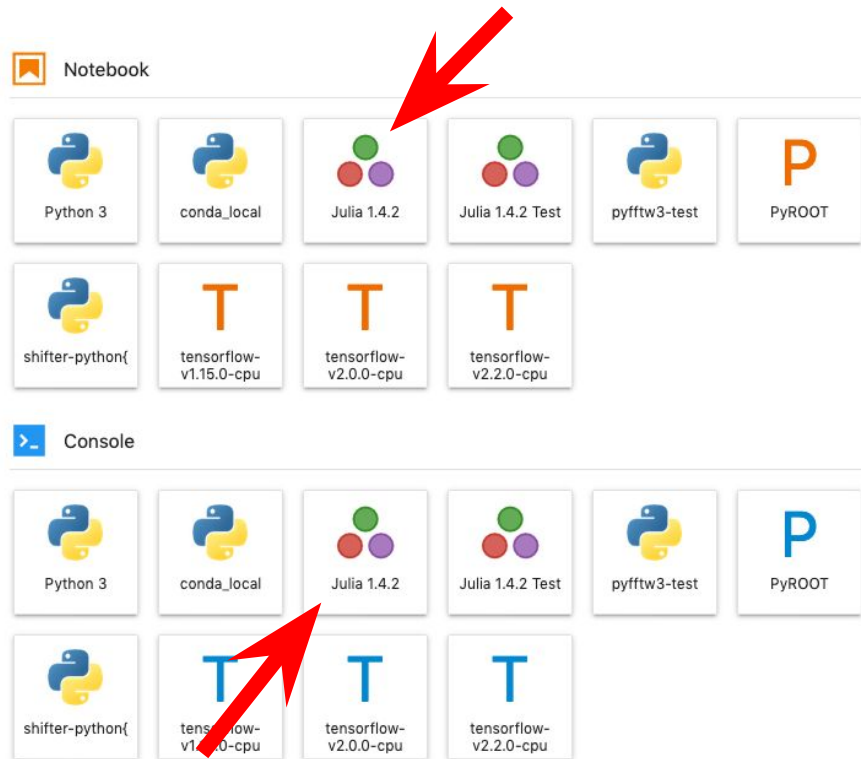 Notebook
Python 3
conda_local
Julia 1.4.2
Julia 1.4.2 Test
pyfftw3-test
P
PyROOT
T
T
T
shifter-python{
tensorflow-
v1.15.0-cpu
tensorflow-
v2.0.0-cpu
tensorflow-
v2.2.0-cpu
>_
Console
Python 3
conda_local
Julia 1.4.2
Julia 1.4.2 Test
pyfftw3-test
P
PyROOT
T
T
T
shifter-python{
tensorflow-
tensorflow-
v2.0.0-cpu
tensorflow-
v2.2.0-cpu